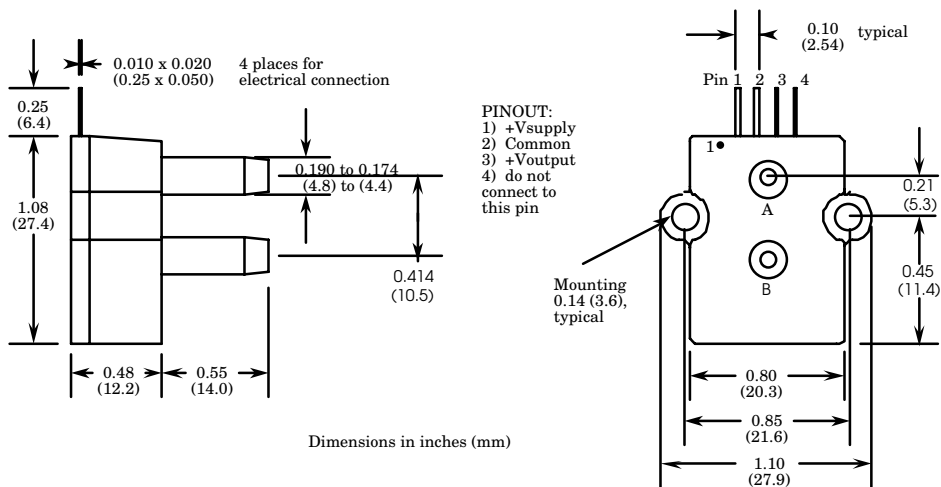 0.010 x 0.020
(0.25 x 0.050)
4 places for
electrical connection
0.25
(6.4)
1.08
(27.4)
0.190 to 0.174
(4.8) to (4.4)
0.414
(10.5)
0.48
(12.2)
0.55
(14.0)
Dimensions in inches (mm)
PINOUT:
1) +Vsupply
2) Common
3) +Voutput
4) do not
connect to
this pin
0.10
(2.54)
typical
Pin 1 2 3 4
1
A
B
0.21
(5.3)
0.45
(11.4)
Mounting
0.14 (3.6),
typical
0.80
(20.3)
0.85
(21.6)
1.10
(27.9)